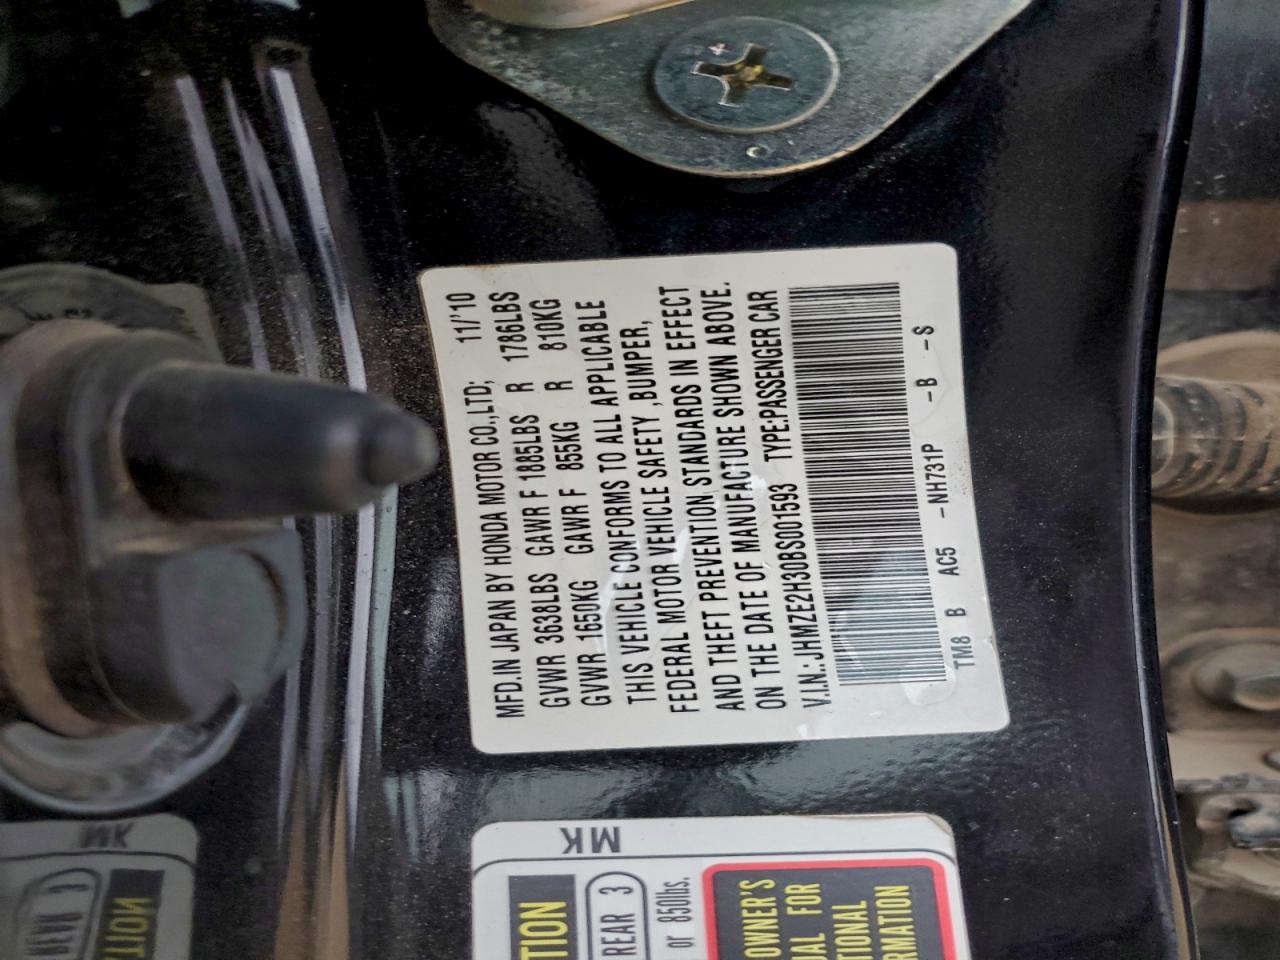 MFD.IN JAPAN BY HONDA MOTOR CO.,LTD; 11/'10
GVWR 3638LBS GAWR F 1885LBS R 1786LBS
GVWR 1650KG GAWR F 855KG R 810KG
THIS VEHICLE CONFORMS TO ALL APPLICABLE
FEDERAL MOTOR VEHICLE SAFETY ,BUMPER,
AND THEFT PREVENTION STANDARDS IN EFFECT
ON THE DATE OF MANUFACTURE SHOWN ABOVE.
V.I.N.:JHMZE2H30BS001593 TYPE:PASSENGER CAR
TM8 B AC5 -NH731P -B -S
MK
TION
REAR 3
or 850lbs.
OWNER'S
UAL FOR
TIONAL
RMATION